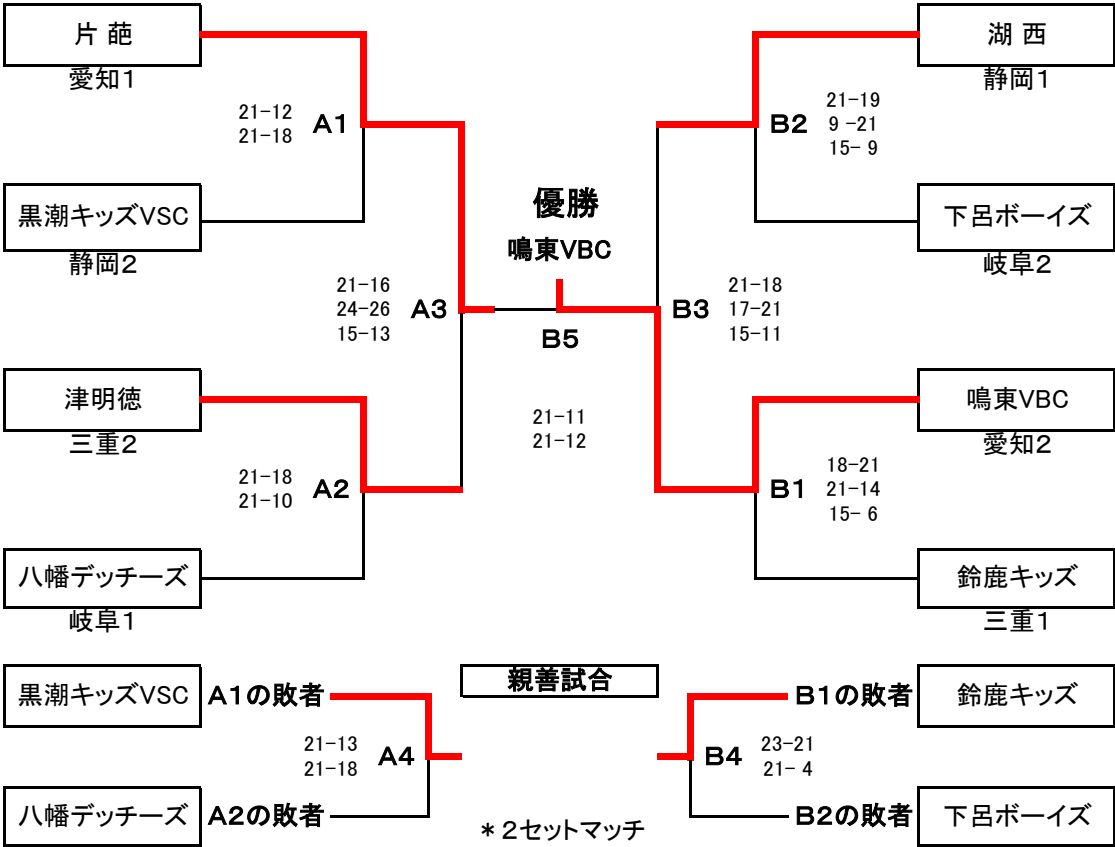 片 葩
愛知1
21-12
21-18
A1
黒潮キッズVSC
静岡2
21-16
24-26
15-13
A3
津明徳
三重2
21-18
21-10
A2
八幡デッチーズ
岐阜1
優勝
鳴東VBC
B5
21-11
21-12
湖 西
静岡1
B2
21-19
9 -21
15- 9
下呂ボーイズ
岐阜2
B3
21-18
17-21
15-11
鳴東VBC
愛知2
B1
18-21
21-14
15- 6
鈴鹿キッズ
三重1
親善試合
黒潮キッズVSC A1の敗者
21-13
21-18
A4
八幡デッチーズ A2の敗者
B1の敗者 鈴鹿キッズ
B4
23-21
21- 4
B2の敗者 下呂ボーイズ
*2セットマッチ